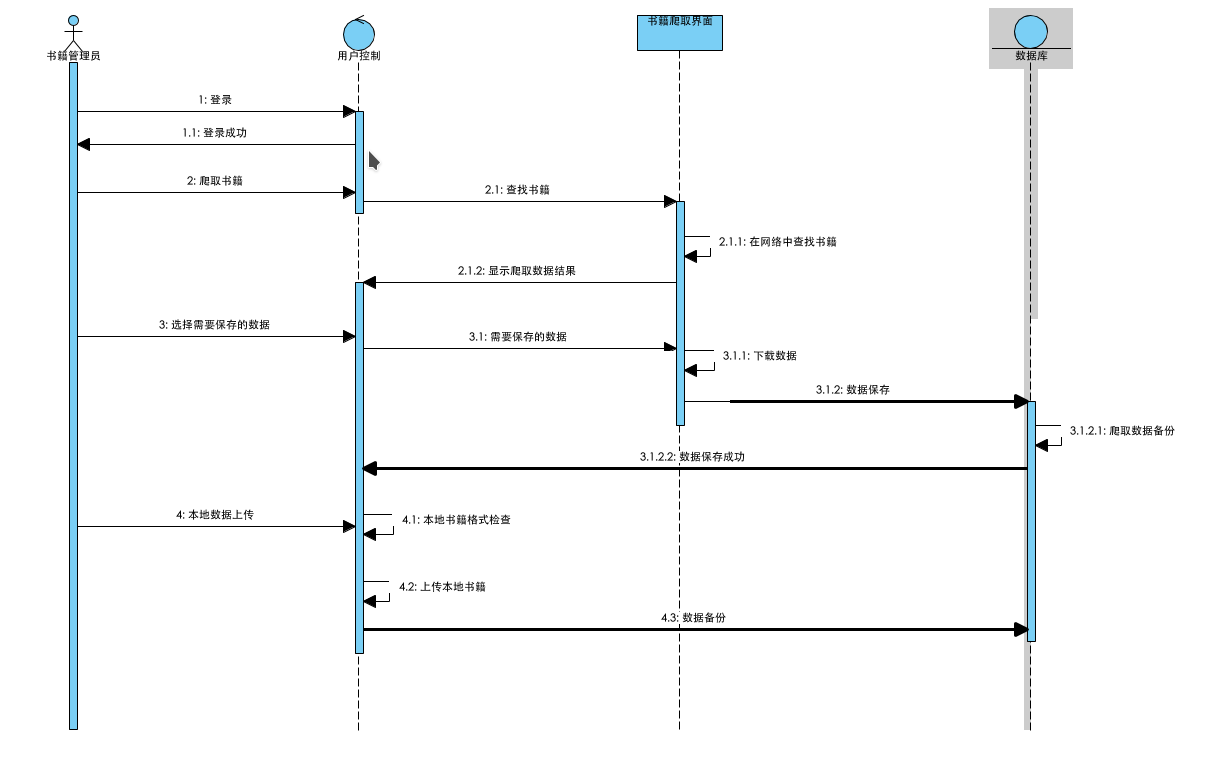 书籍管理员
用户控制
书籍爬取界面
数据库
1: 登录
1.1: 登录成功
2: 爬取书籍
2.1: 查找书籍
2.1.1: 在网络中查找书籍
2.1.2: 显示爬取数据结果
3: 选择需要保存的数据
3.1: 需要保存的数据
3.1.1: 下载数据
3.1.2: 数据保存
3.1.2.1: 爬取数据备份
3.1.2.2: 数据保存成功
4: 本地数据上传
4.1: 本地书籍格式检查
4.2: 上传本地书籍
4.3: 数据备份